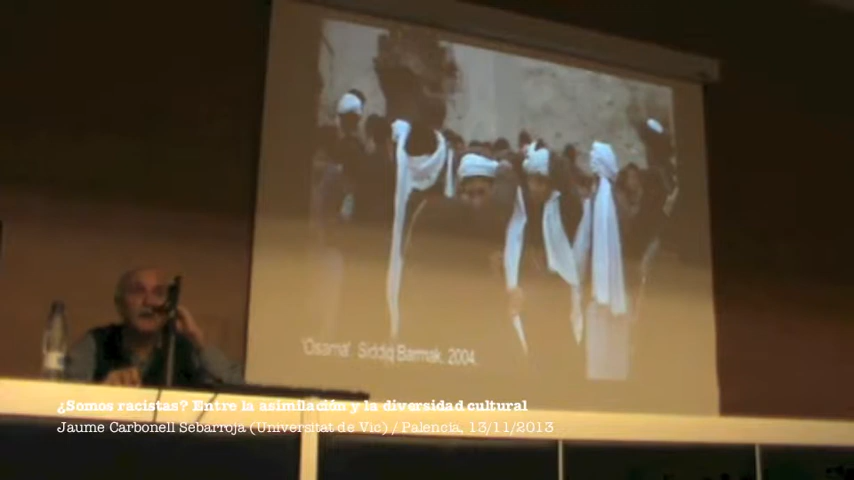 'Osama'. Siddiq Barmak, 2004.
¿Somos racistas? Entre la asimilación y la diversidad cultural
Jaume Carbonell Sebarroja (Universitat de Vic) / Palencia, 13/11/2013